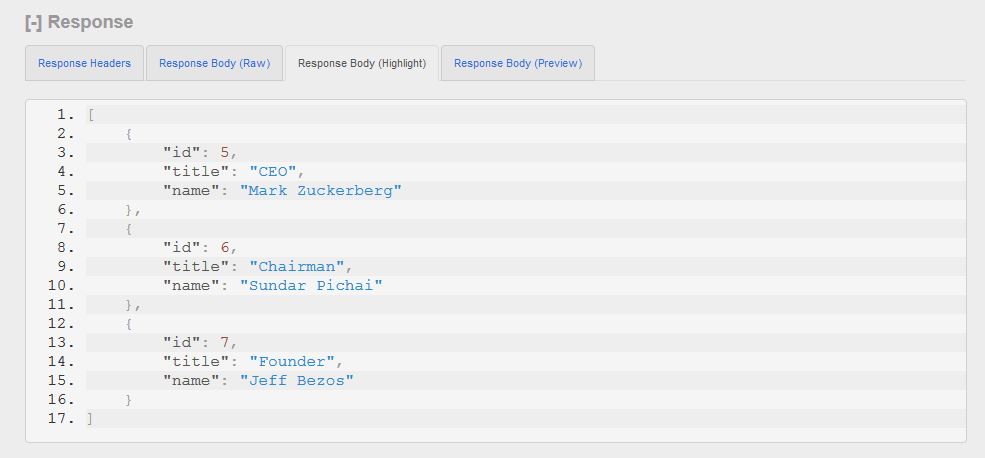 [-] Response
Response Headers Response Body (Raw) Response Body (Highlight) Response Body (Preview)
1. [
2.     {
3.         "id": 5,
4.         "title": "CEO",
5.         "name": "Mark Zuckerberg"
6.     },
7.     {
8.         "id": 6,
9.         "title": "Chairman",
10.         "name": "Sundar Pichai"
11.     },
12.     {
13.         "id": 7,
14.         "title": "Founder",
15.         "name": "Jeff Bezos"
16.     }
17. ]